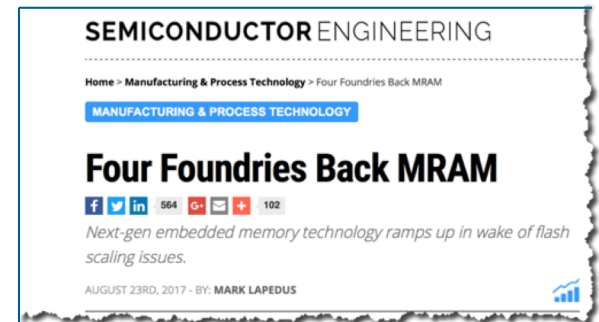 SEMICONDUCTOR ENGINEERING
Home > Manufacturing & Process Technology > Four Foundries Back MRAM
MANUFACTURING & PROCESS TECHNOLOGY
Four Foundries Back MRAM
f in 564 G+ + 102
Next-gen embedded memory technology ramps up in wake of flash
scaling issues.
AUGUST 23RD, 2017 - BY: MARK LAPEDUS